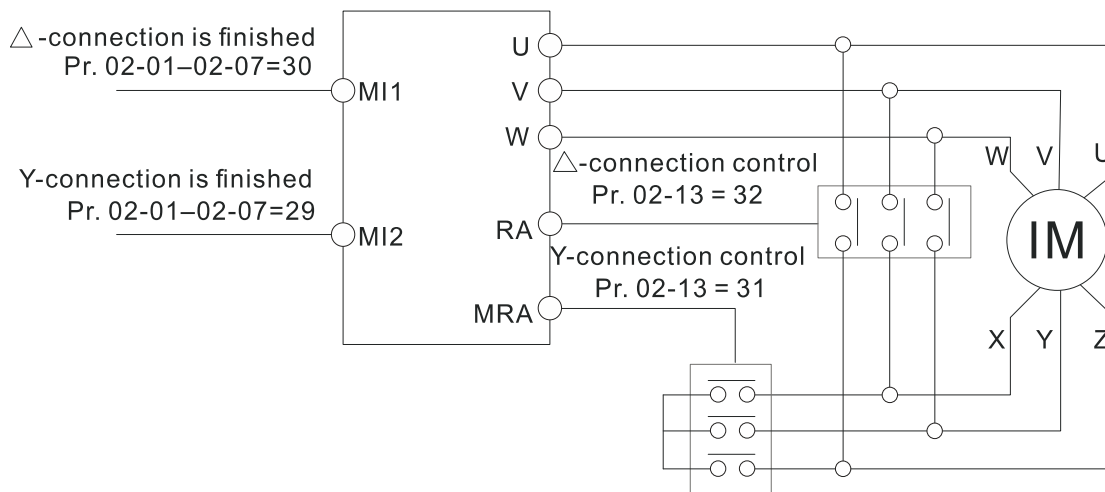 △-connection is finished
Pr. 02-01–02-07=30
MI1
Y-connection is finished
Pr. 02-01–02-07=29
MI2
U
V
W
RA
MRA
△-connection control
Pr. 02-13 = 32
Y-connection control
Pr. 02-13 = 31
W V U
IM
X Y Z